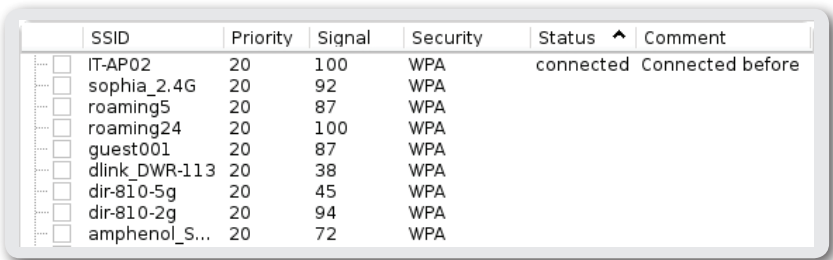 SSID Priority Signal Security Status Comment
IT-AP02 20 100 WPA connected Connected before
sophia_2.4G 20 92 WPA
roaming5 20 87 WPA
roaming24 20 100 WPA
guest001 20 87 WPA
dlink_DWR-113 20 38 WPA
dir-810-5g 20 45 WPA
dir-810-2g 20 94 WPA
amphenol_S... 20 72 WPA